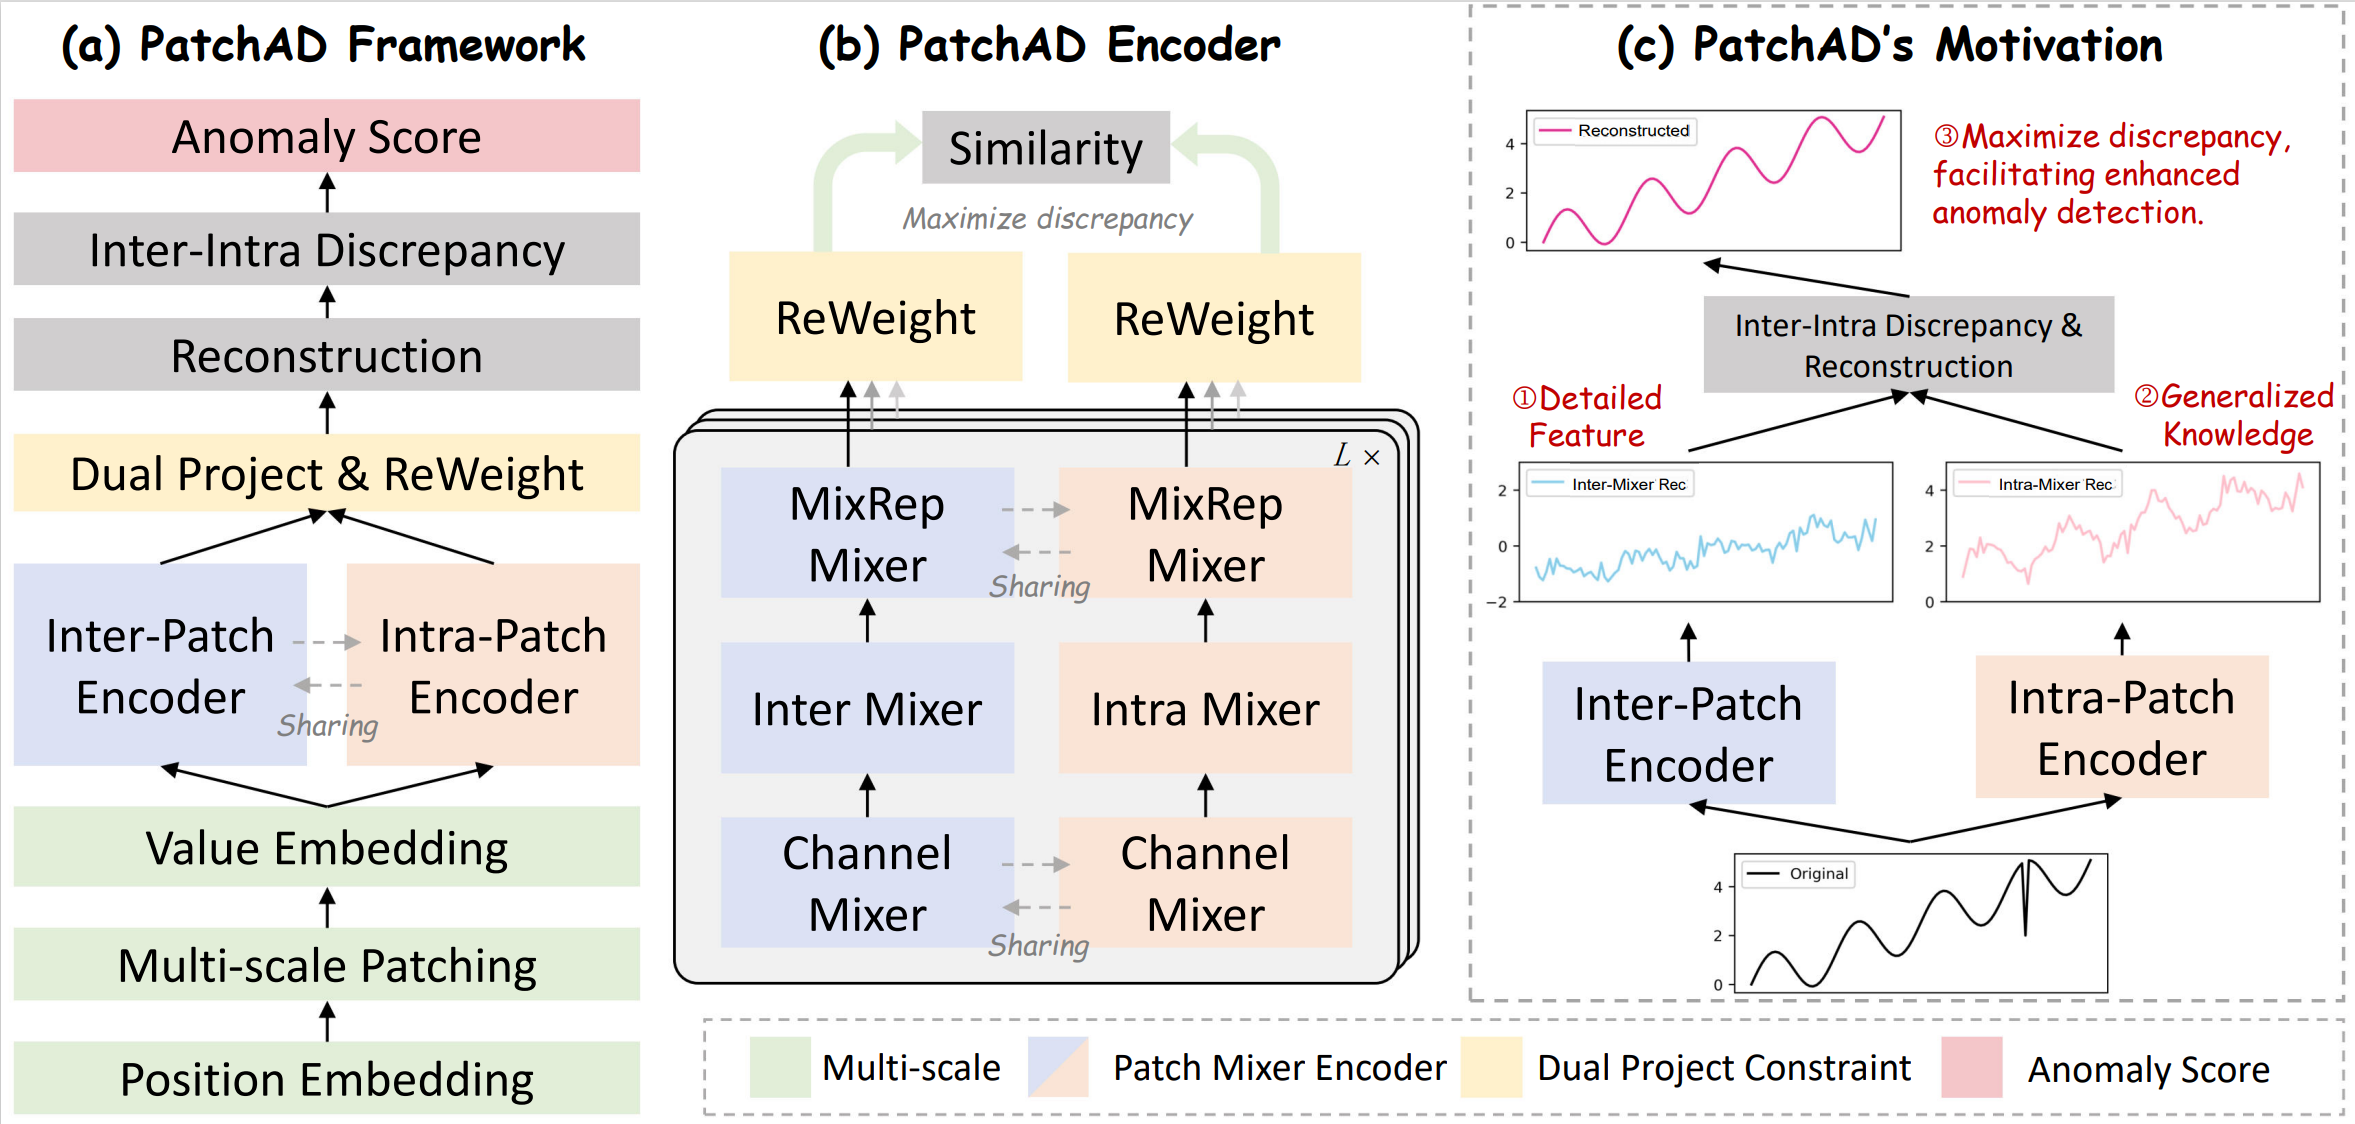 (a) PatchAD Framework
Anomaly Score
Inter-Intra Discrepancy
Reconstruction
Dual Project & ReWeight
Inter-Patch
Encoder
Intra-Patch
Encoder
Sharing
Value Embedding
Multi-scale Patching
Position Embedding
(b) PatchAD Encoder
Similarity
Maximize discrepancy
ReWeight
ReWeight
L ×
MixRep
Mixer
MixRep
Mixer
Sharing
Inter Mixer
Intra Mixer
Channel
Mixer
Channel
Mixer
Sharing
(c) PatchAD's Motivation
Reconstructed
4
2
0
③Maximize discrepancy,
facilitating enhanced
anomaly detection.
Inter-Intra Discrepancy &
Reconstruction
①Detailed
Feature
②Generalized
Knowledge
Inter-Mixer Rec
2
0
−2
Intra-Mixer Rec
4
2
0
Inter-Patch
Encoder
Intra-Patch
Encoder
Original
4
2
0
Multi-scale
Patch Mixer Encoder
Dual Project Constraint
Anomaly Score